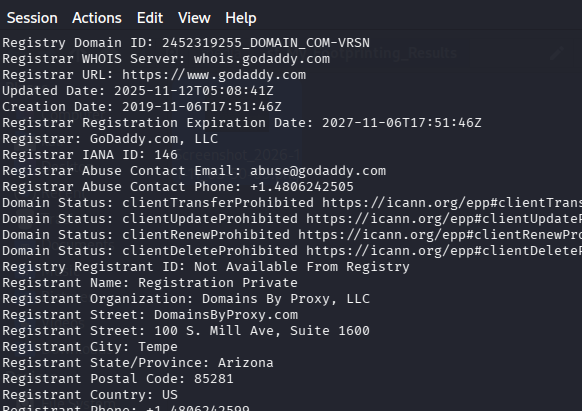 Session Actions Edit View Help
Registry Domain ID: 2452319255_DOMAIN_COM-VRSN
Registrar WHOIS Server: whois.godaddy.com
Registrar URL: https://www.godaddy.com
Updated Date: 2025-11-12T05:08:41Z
Creation Date: 2019-11-06T17:51:46Z
Registrar Registration Expiration Date: 2027-11-06T17:51:46Z
Registrar: GoDaddy.com, LLC
Registrar IANA ID: 146
Registrar Abuse Contact Email: abuse@godaddy.com
Registrar Abuse Contact Phone: +1.4806242505
Domain Status: clientTransferProhibited https://icann.org/epp#clientTrans
Domain Status: clientUpdateProhibited https://icann.org/epp#clientUpdateP
Domain Status: clientRenewProhibited https://icann.org/epp#clientRenewPro
Domain Status: clientDeleteProhibited https://icann.org/epp#clientDeleteP
Registry Registrant ID: Not Available From Registry
Registrant Name: Registration Private
Registrant Organization: Domains By Proxy, LLC
Registrant Street: DomainsByProxy.com
Registrant Street: 100 S. Mill Ave, Suite 1600
Registrant City: Tempe
Registrant State/Province: Arizona
Registrant Postal Code: 85281
Registrant Country: US
Registrant Phone: +1.4806242599